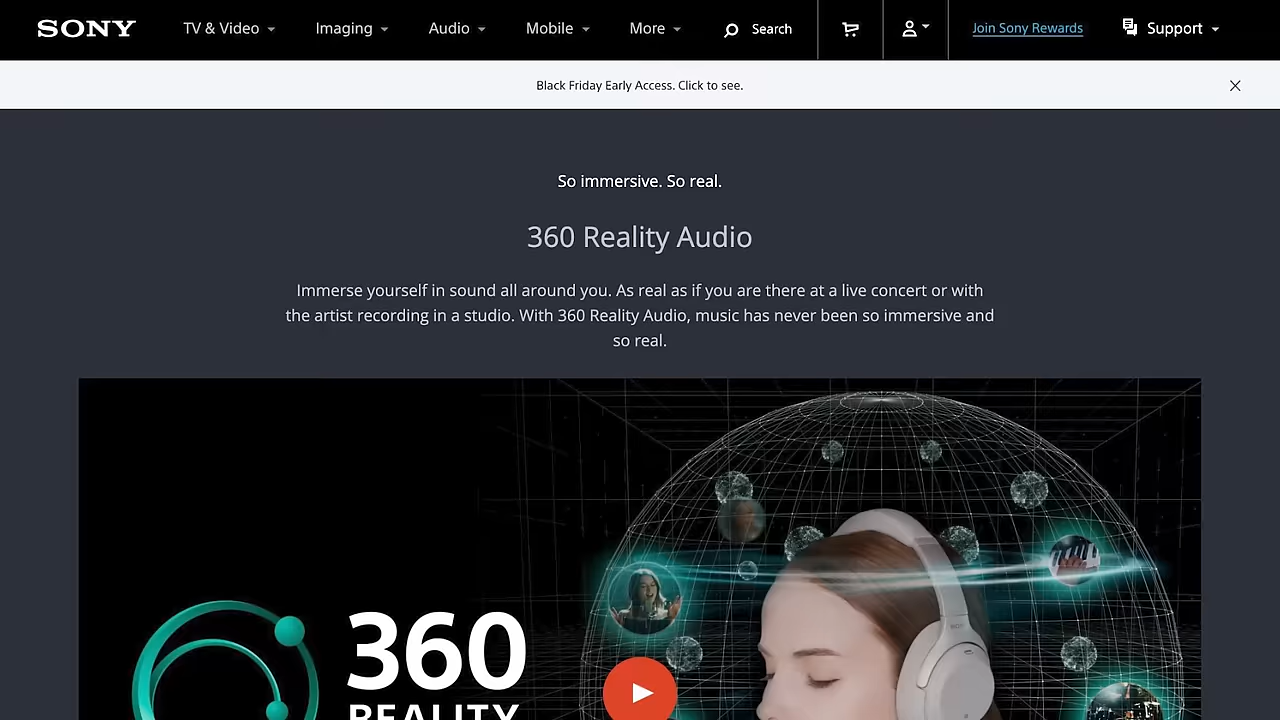 SONY
TV & Video
Imaging
Audio
Mobile
More
Search
Join Sony Rewards
Support
Black Friday Early Access. Click to see.
So immersive. So real.
360 Reality Audio
Immerse yourself in sound all around you. As real as if you are there at a live concert or with
the artist recording in a studio. With 360 Reality Audio, music has never been so immersive and
so real.
360
REALITY
SONY